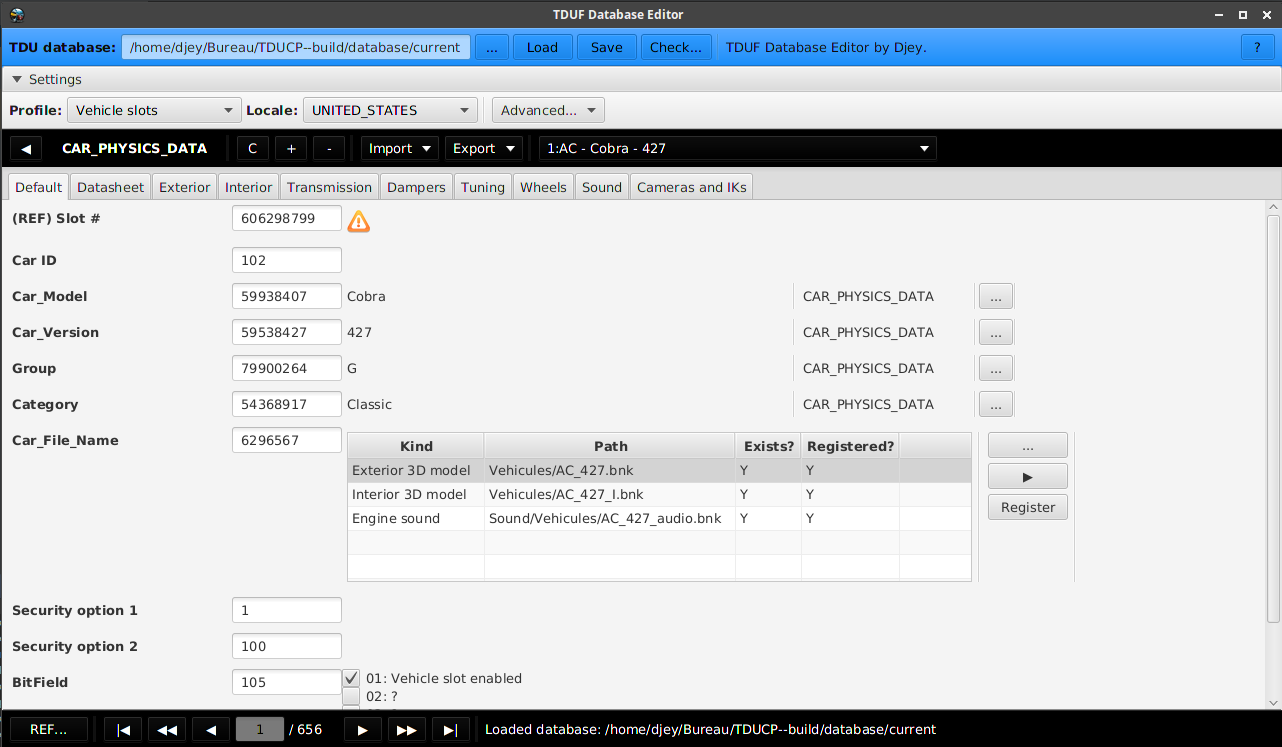 TDUF Database Editor
TDU database: /home/djey/Bureau/TDUCP--build/database/current ... Load Save Check... TDUF Database Editor by Djey. ?
Settings
Profile: Vehicle slots Locale: UNITED_STATES Advanced...
CAR_PHYSICS_DATA C + - Import Export 1:AC - Cobra - 427
Default Datasheet Exterior Interior Transmission Dampers Tuning Wheels Sound Cameras and IKs
(REF) Slot # 606298799
Car ID 102
Car_Model 59938407 Cobra CAR_PHYSICS_DATA ...
Car_Version 59538427 427 CAR_PHYSICS_DATA ...
Group 79900264 G CAR_PHYSICS_DATA ...
Category 54368917 Classic CAR_PHYSICS_DATA ...
Car_File_Name 6296567 Kind Path Exists? Registered? ...
Exterior 3D model Vehicules/AC_427.bnk Y Y
Interior 3D model Vehicules/AC_427_I.bnk Y Y
Engine sound Sound/Vehicules/AC_427_audio.bnk Y Y Register
Security option 1 1
Security option 2 100
BitField 105 01: Vehicle slot enabled
02: ?
REF... 1 / 656 Loaded database: /home/djey/Bureau/TDUCP--build/database/current